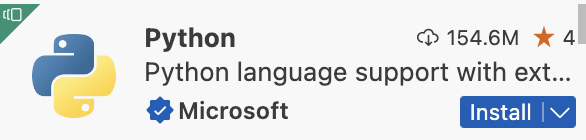 Python 154.6M ★ 4
Python language support with ext...
Microsoft Install